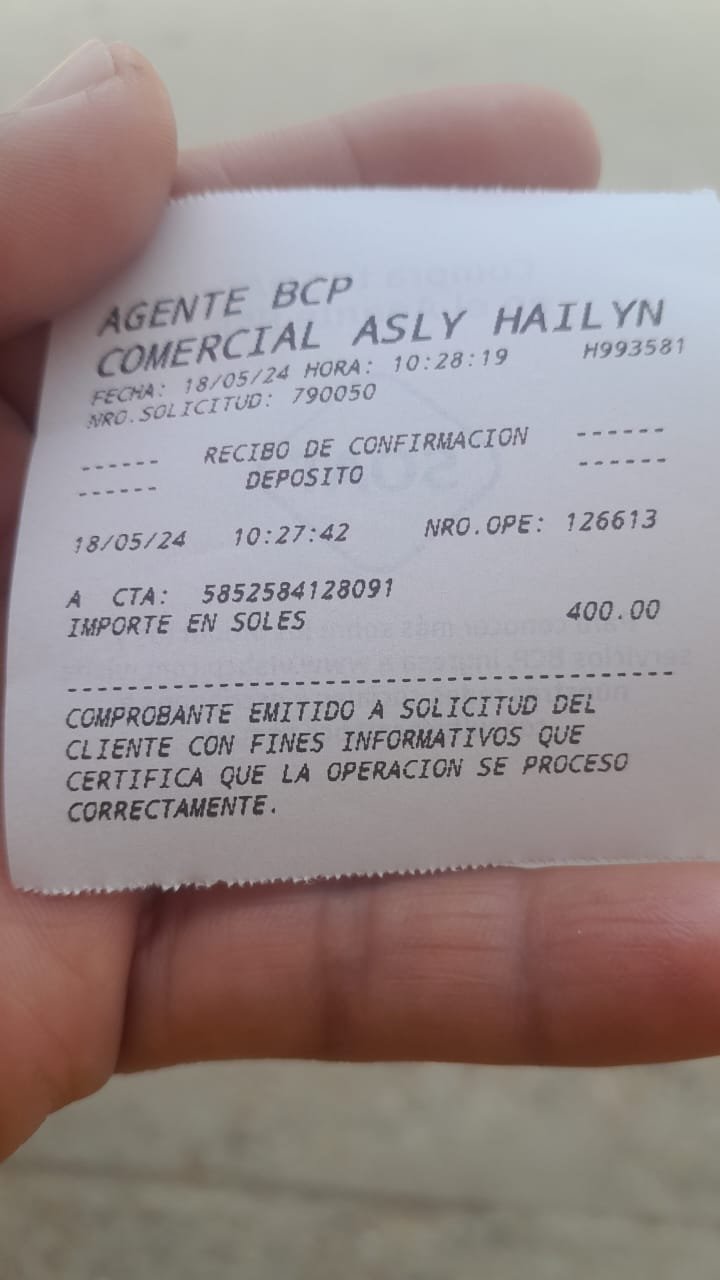 AGENTE BCP
COMERCIAL ASLY HAILYN
FECHA: 18/05/24 HORA: 10:28:19 H993581
NRO.SOLICITUD: 790050
------ RECIBO DE CONFIRMACION ------
------ DEPOSITO ------
18/05/24 10:27:42 NRO.OPE: 126613
A CTA: 5852584128091
IMPORTE EN SOLES 400.00
----------------------------------------
COMPROBANTE EMITIDO A SOLICITUD DEL
CLIENTE CON FINES INFORMATIVOS QUE
CERTIFICA QUE LA OPERACION SE PROCESO
CORRECTAMENTE.